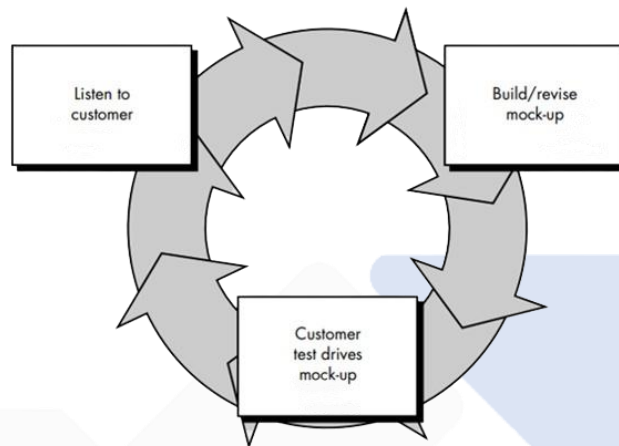 Listen to
customer
Build/revise
mock-up
Customer
test drives
mock-up